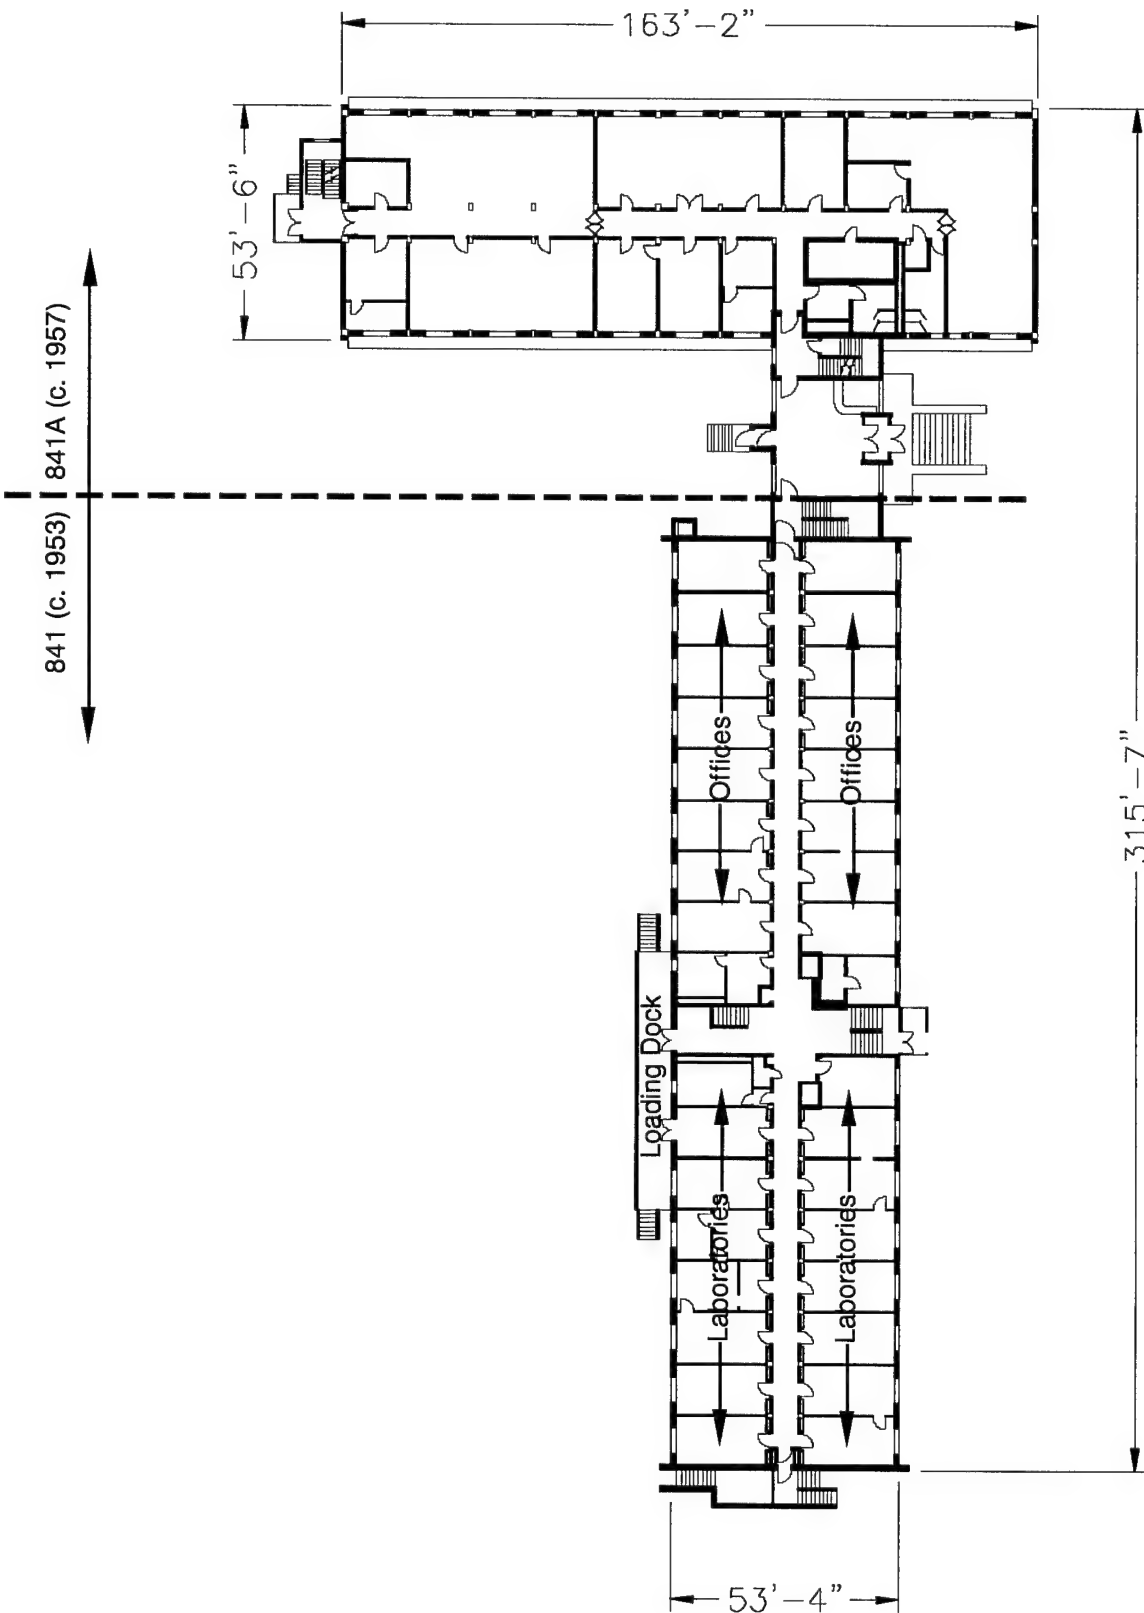 163'-2"
53'-6"
841A (c. 1957)
841 (c. 1953)
315'-7"
Offices
Offices
Loading Dock
Laboratories
Laboratories
53'-4"